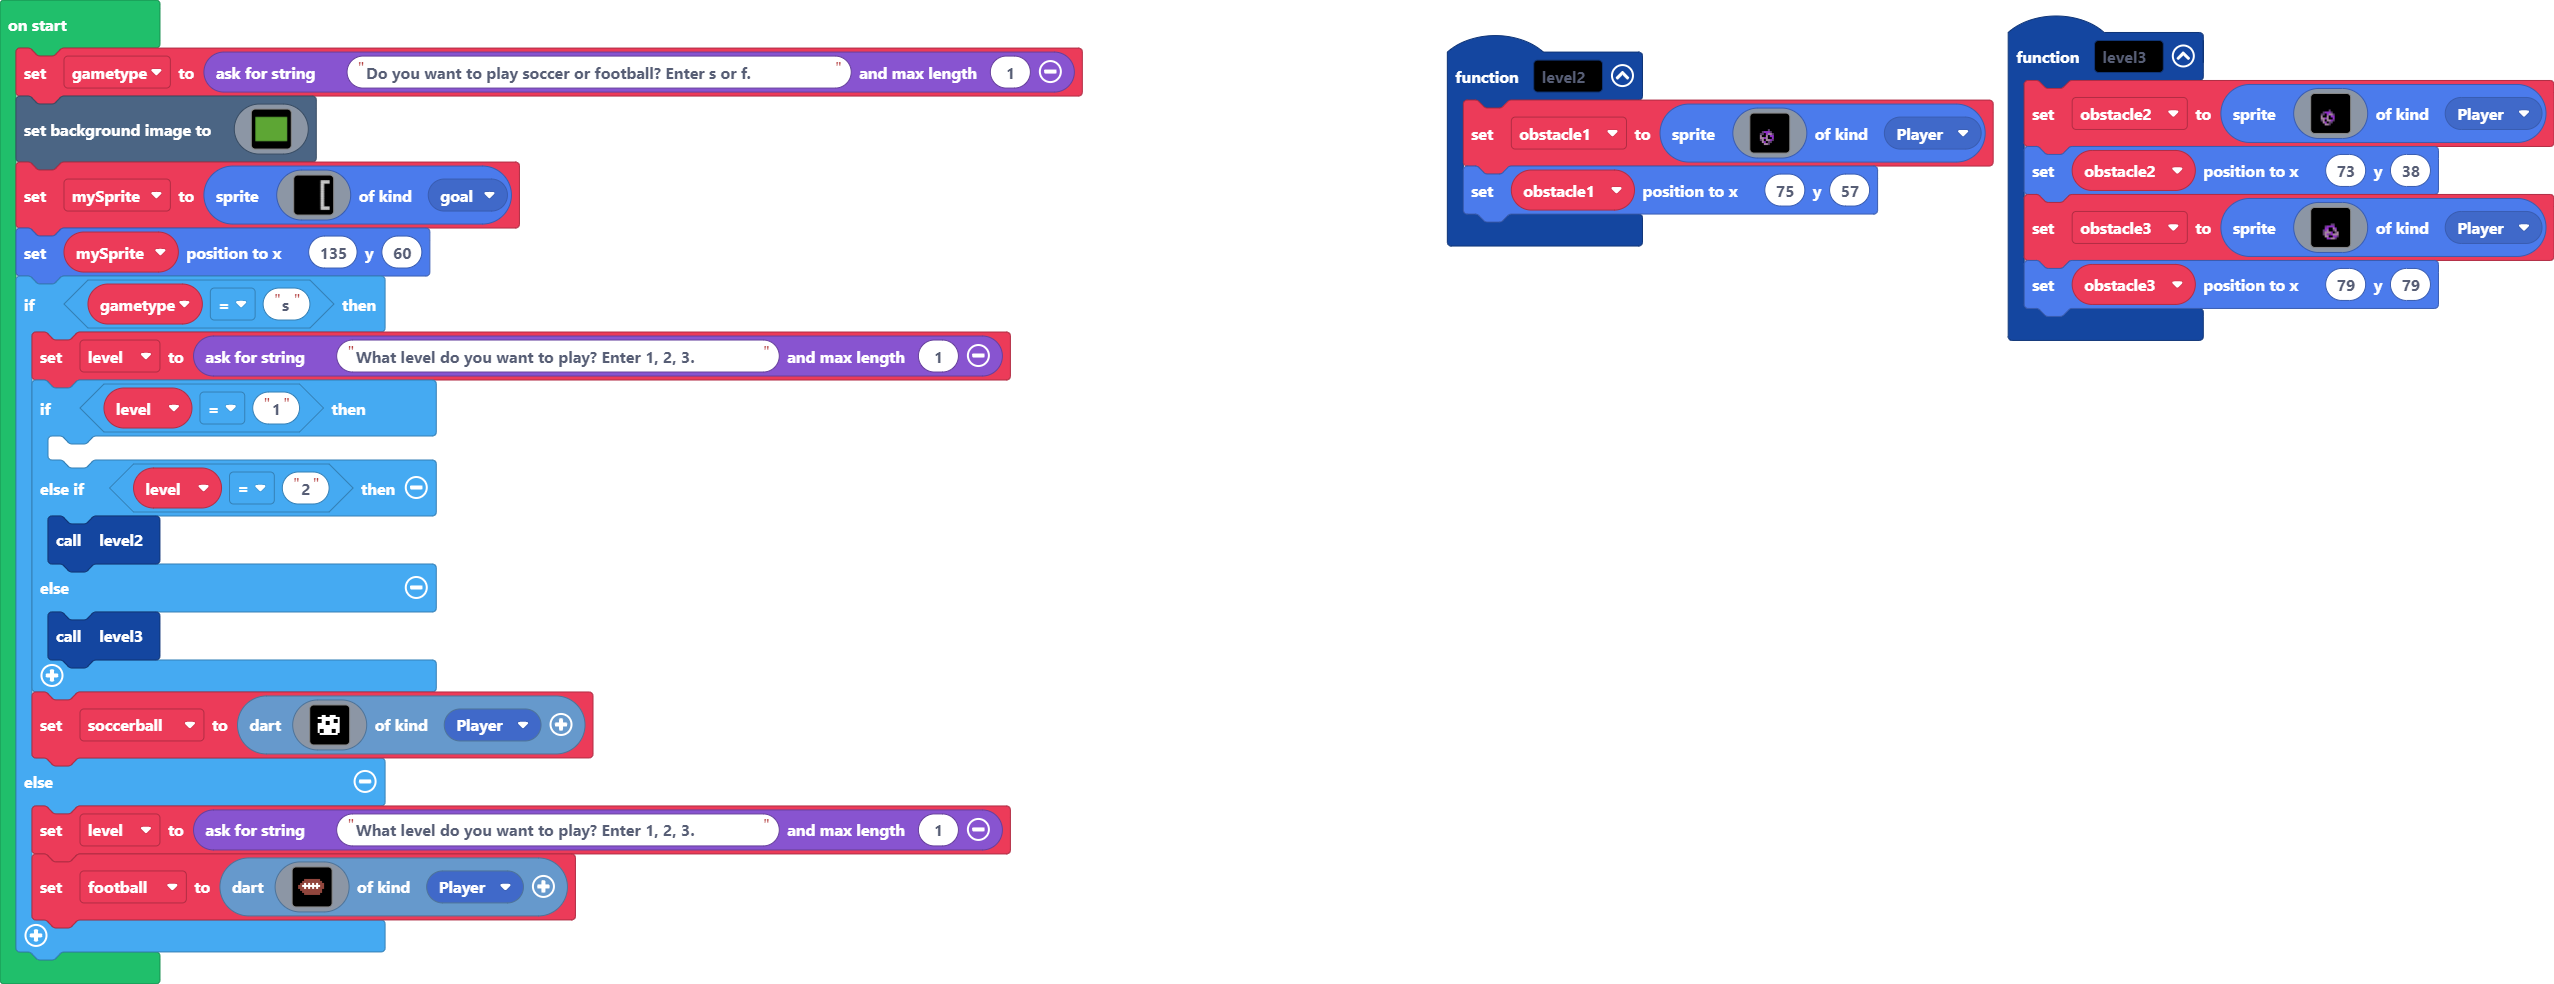 on start
set gametype to ask for string "Do you want to play soccer or football? Enter s or f." and max length 1
set background image to
set mySprite to sprite of kind goal
set mySprite position to x 135 y 60
if gametype = "s" then
set level to ask for string "What level do you want to play? Enter 1, 2, 3." and max length 1
if level = "1" then
else if level = "2" then
call level2
else
call level3
set soccerball to dart of kind Player
else
set level to ask for string "What level do you want to play? Enter 1, 2, 3." and max length 1
set football to dart of kind Player
function level2
set obstacle1 to sprite of kind Player
set obstacle1 position to x 75 y 57
function level3
set obstacle2 to sprite of kind Player
set obstacle2 position to x 73 y 38
set obstacle3 to sprite of kind Player
set obstacle3 position to x 79 y 79